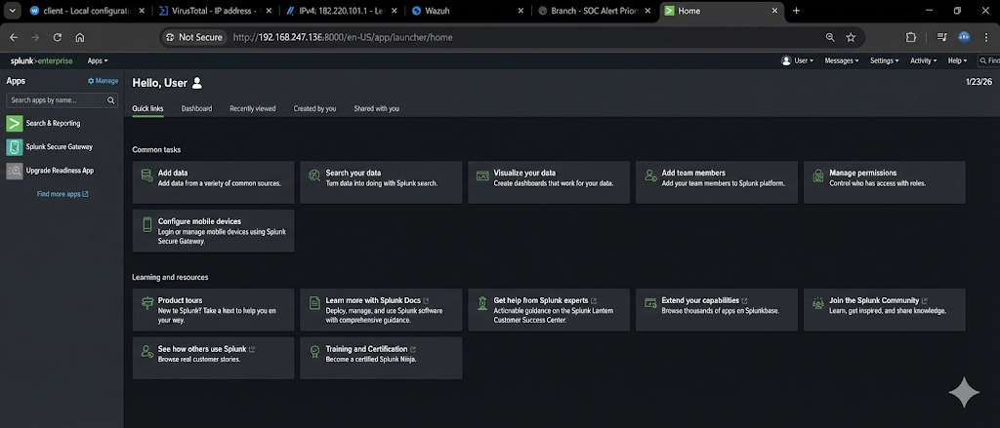 client - Local configurati
VirusTotal - IP address -
IPv4: 182.220.101.1 - Le
Wazuh
Branch - SOC Alert Prior
Home
Not Secure
http://192.168.247.136:8000/en-US/app/launcher/home
splunk>enterprise
Apps
User
Messages
Settings
Activity
Help
Find
Apps
Manage
Search apps by name...
Search & Reporting
Splunk Secure Gateway
Upgrade Readiness App
Find more apps
Hello, User
1/23/26
Quick links
Dashboard
Recently viewed
Created by you
Shared with you
Common tasks
Add data
Add data from a variety of common sources.
Search your data
Turn data into doing with Splunk search.
Visualize your data
Create dashboards that work for your data.
Add team members
Add your team members to Splunk platform.
Manage permissions
Control who has access with roles.
Configure mobile devices
Login or manage mobile devices using Splunk
Secure Gateway.
Learning and resources
Product tours
New te Splunk? Take a kext to help you en
your wey.
Learn more with Splunk Docs
Deploy, manage, and use Splunk software
with comprehensive guidance.
Get help from Splunk experts
Actionable goidance on the Splunk Lantem
Customer Success Center.
Extend your capabilities
Browse thousands of apps on Splunkbase.
Join the Splunk Community
Learn, get inspired, and share knowledge.
See how others use Splunk
Browse real customer stories.
Training and Certification
Become a certified Splunk Ninja.